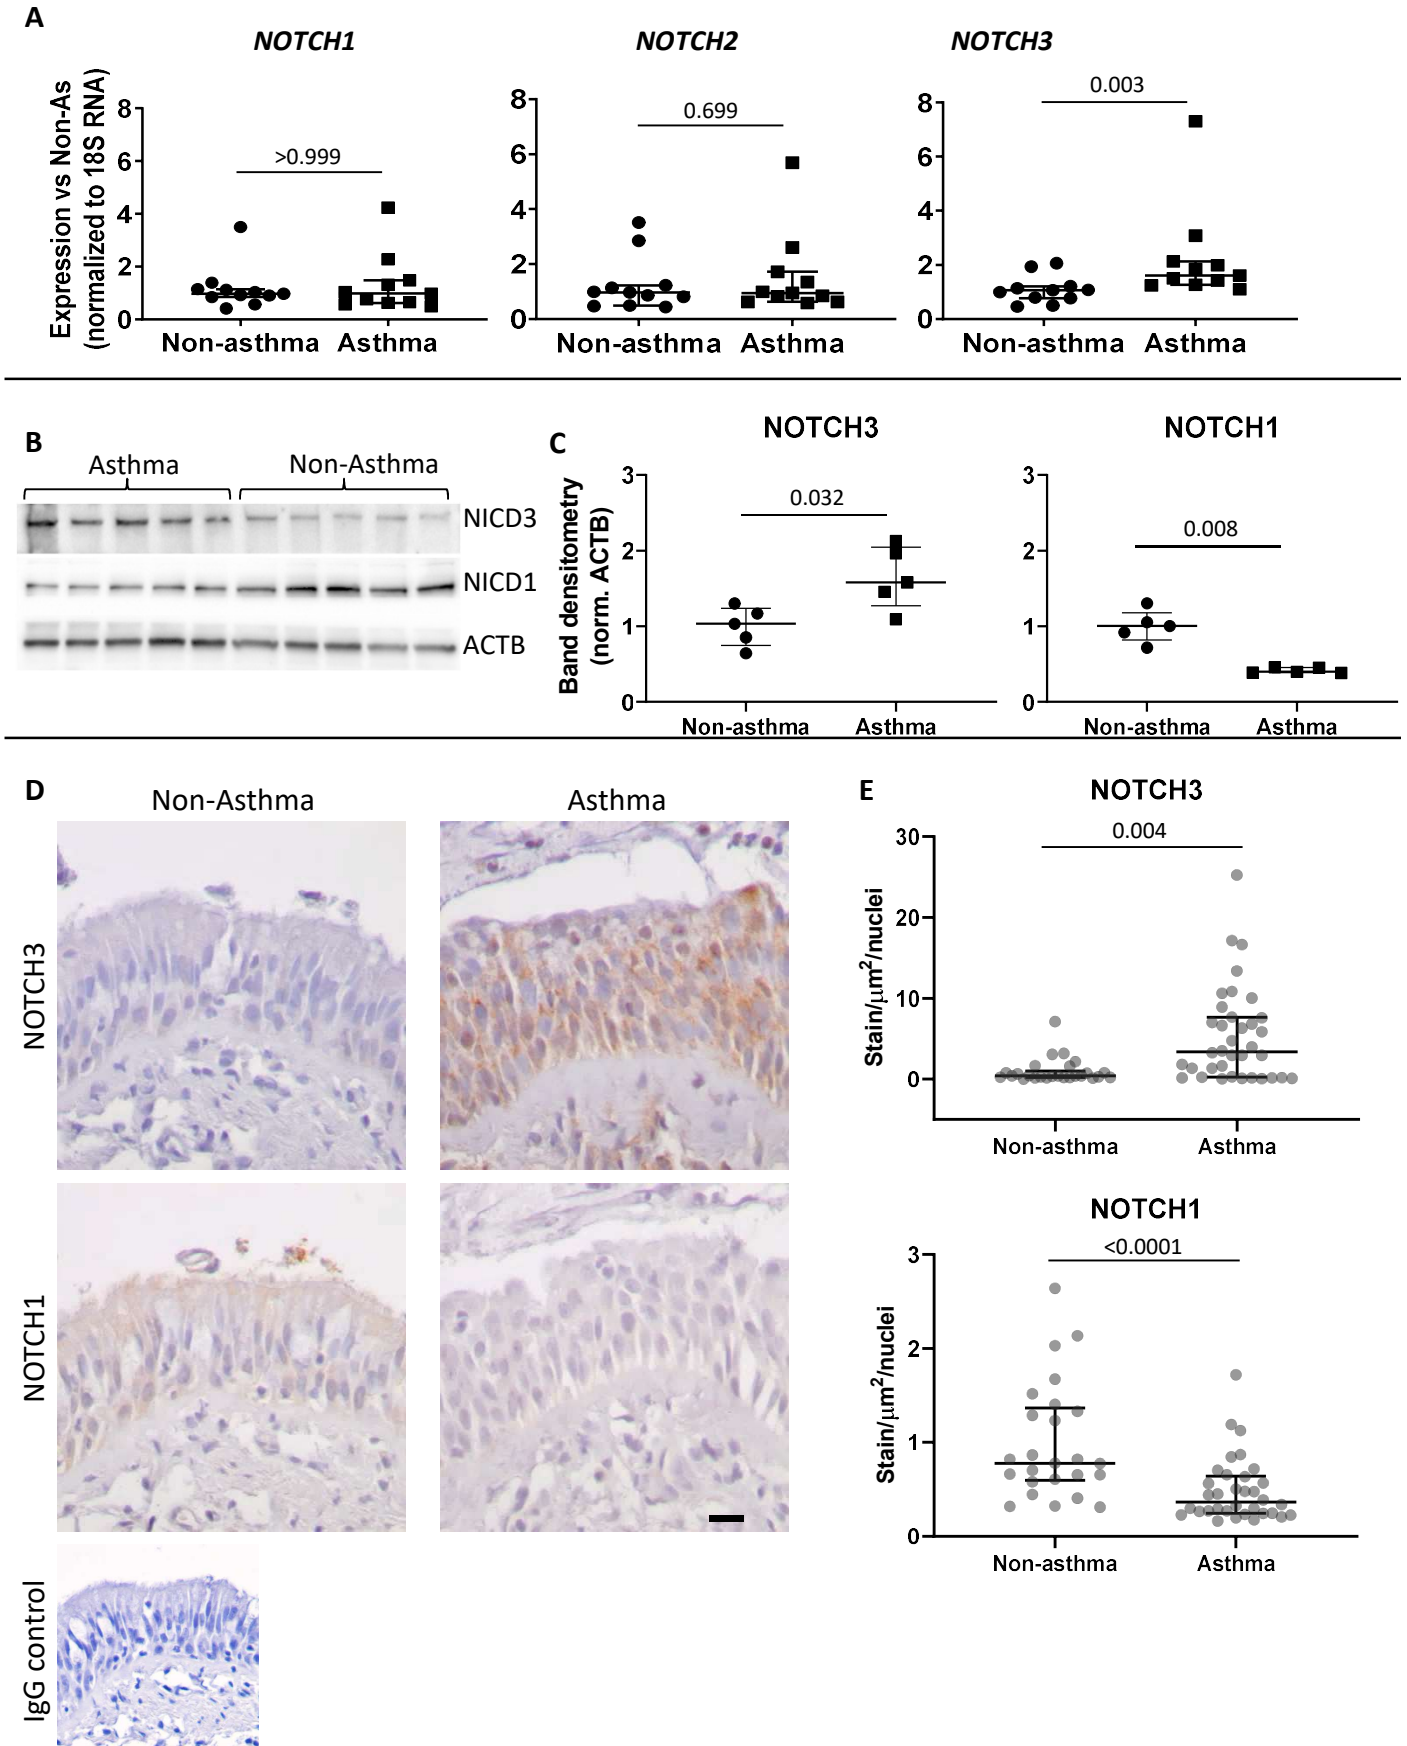 A
NOTCH1
NOTCH2
NOTCH3
Expression vs Non-As
(normalized to 18S RNA)
8
6
4
2
0
>0.999
Non-asthma
Asthma
8
6
4
2
0
0.699
Non-asthma
Asthma
8
6
4
2
0
0.003
Non-asthma
Asthma
B
Asthma
Non-Asthma
NICD3
NICD1
ACTB
C
NOTCH3
NOTCH1
Band densitometry
(norm. ACTB)
3
2
1
0
0.032
Non-asthma
Asthma
3
2
1
0
0.008
Non-asthma
Asthma
D
Non-Asthma
Asthma
NOTCH3
NOTCH1
IgG control
E
NOTCH3
0.004
Stain/μm²/nuclei
30
20
10
0
Non-asthma
Asthma
NOTCH1
<0.0001
Stain/μm²/nuclei
3
2
1
0
Non-asthma
Asthma